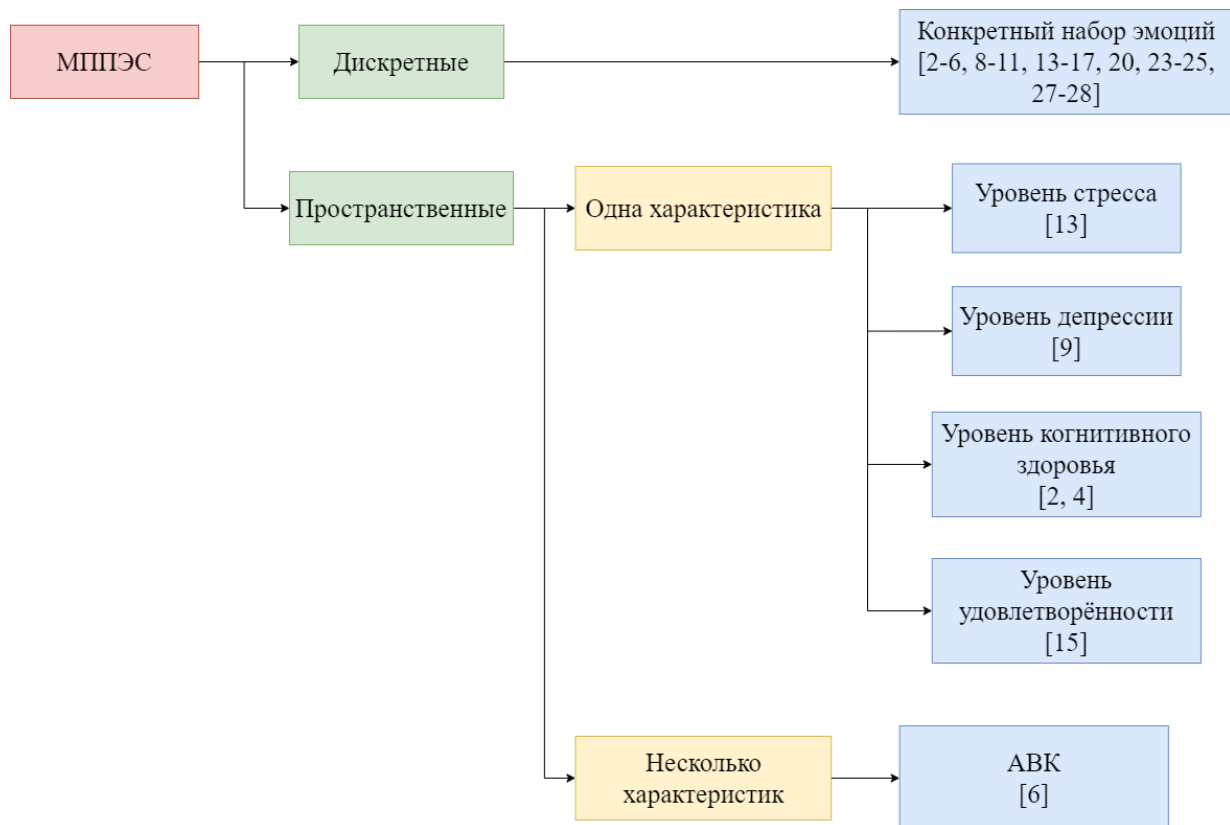 МППЭС
Дискретные
Конкретный набор эмоций
[2-6, 8-11, 13-17, 20, 23-25,
27-28]
Пространственные
Одна характеристика
Уровень стресса
[13]
Уровень депрессии
[9]
Уровень когнитивного
здоровья
[2, 4]
Уровень
удовлетворённости
[15]
Несколько
характеристик
АВК
[6]